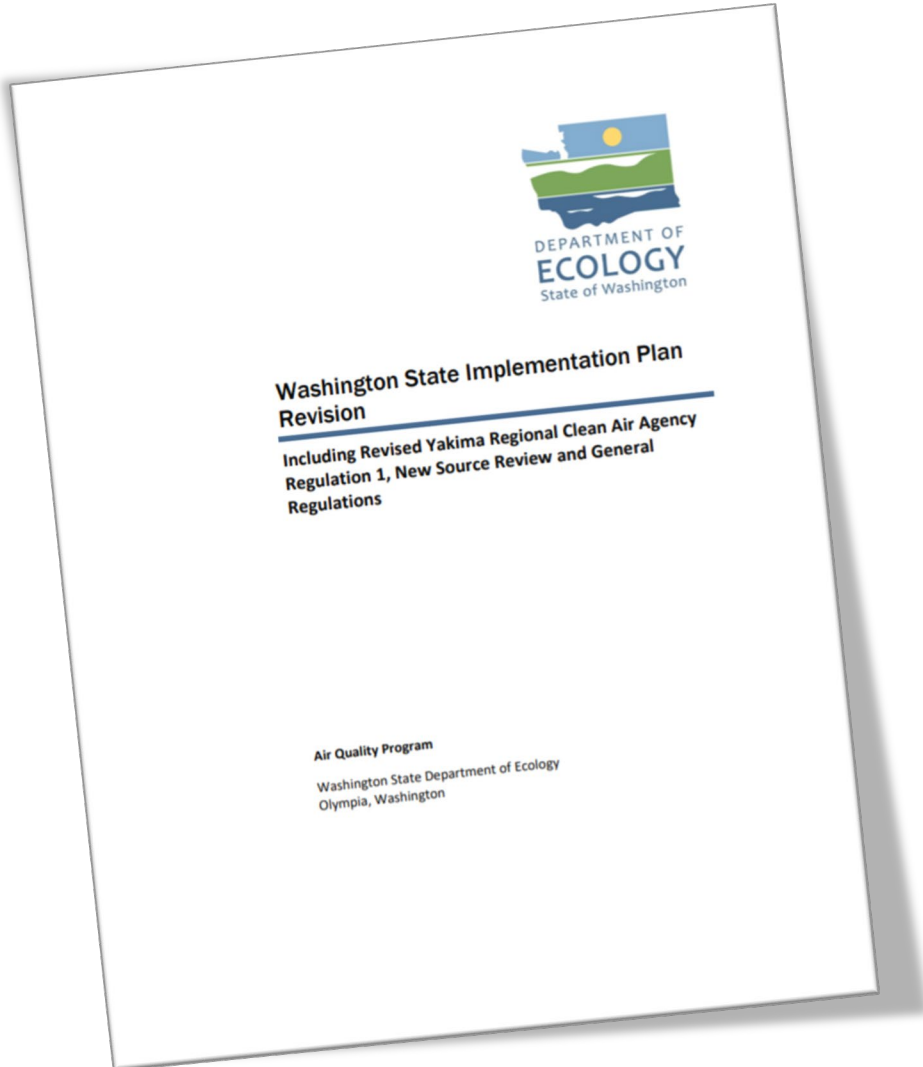 DEPARTMENT OF
ECOLOGY
State of Washington
Washington State Implementation Plan
Revision
Including Revised Yakima Regional Clean Air Agency
Regulation 1, New Source Review and General
Regulations
Air Quality Program
Washington State Department of Ecology
Olympia, Washington